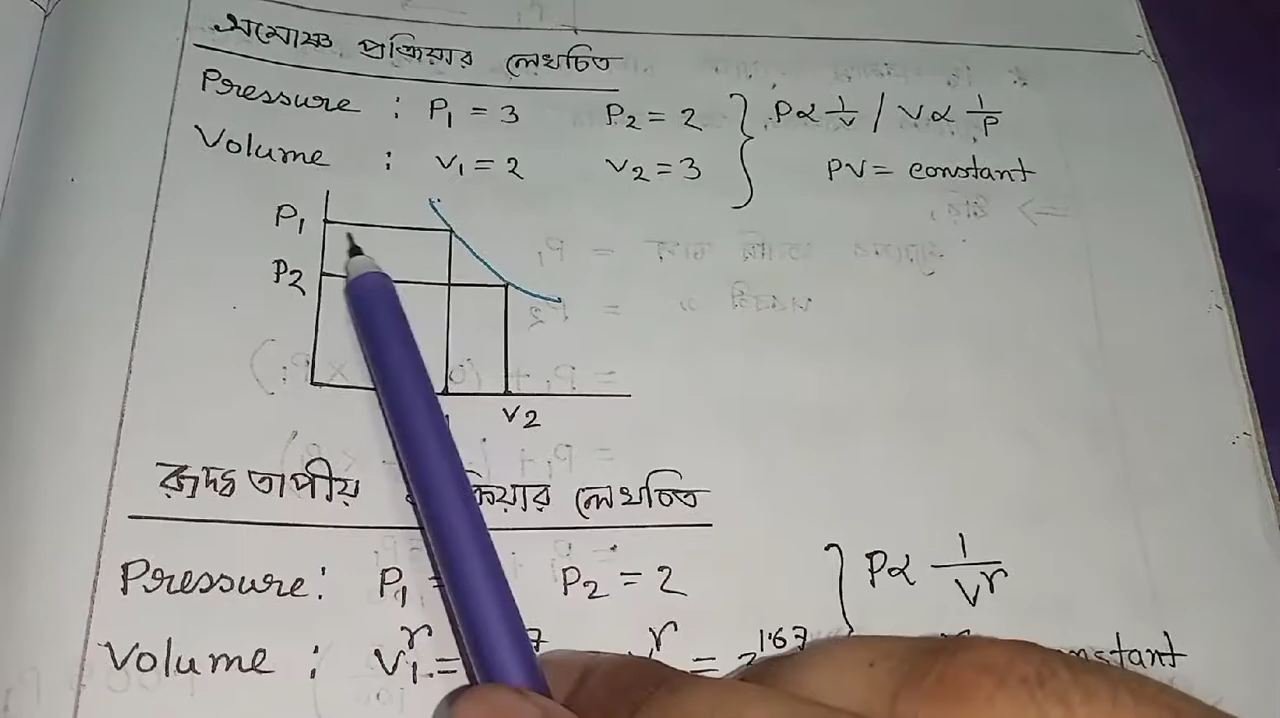 সমোষ্ণ প্রক্রিয়ার লেখচিত্র
Pressure : P₁ = 3 P₂ = 2 } P∝ 1/V / V∝ 1/P
Volume : V₁ = 2 V₂ = 3 PV = constant
P₁
P₂
V₂
রুদ্ধতাপীয় লেখচিত্র
Pressure: P₁ = P₂ = 2 } P∝ 1/V^r
Volume : V₁^r = V^r =